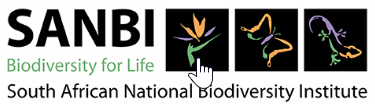 SANBI
Biodiversity for Life
South African National Biodiversity Institute